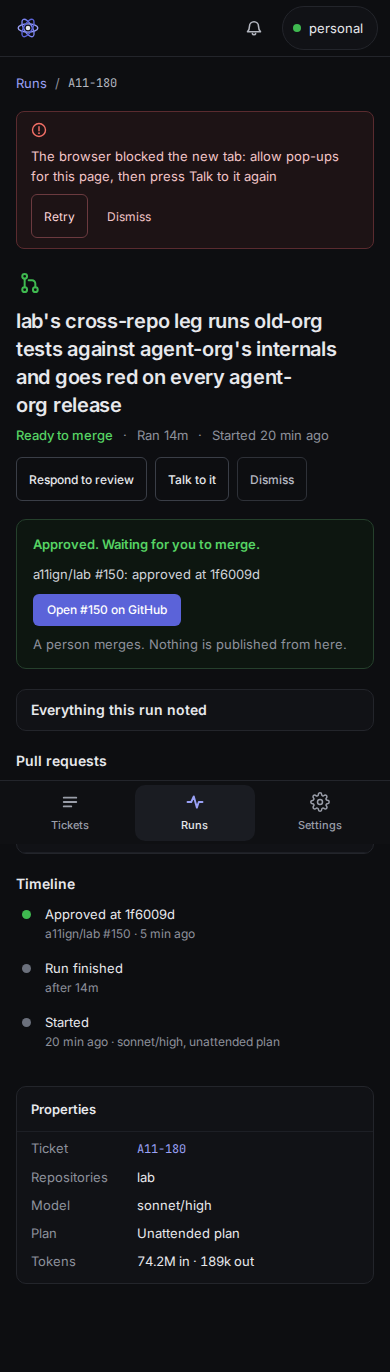 personal
Runs / A11-180
The browser blocked the new tab: allow pop-ups
for this page, then press Talk to it again
Retry Dismiss
lab's cross-repo leg runs old-org
tests against agent-org's internals
and goes red on every agent-
org release
Ready to merge · Ran 14m · Started 20 min ago
Respond to review Talk to it Dismiss
Approved. Waiting for you to merge.
a11ign/lab #150: approved at 1f6009d
Open #150 on GitHub
A person merges. Nothing is published from here.
Everything this run noted
Pull requests
Tickets Runs Settings
Timeline
Approved at 1f6009d
a11ign/lab #150 · 5 min ago
Run finished
after 14m
Started
20 min ago · sonnet/high, unattended plan
Properties
Ticket A11-180
Repositories lab
Model sonnet/high
Plan Unattended plan
Tokens 74.2M in · 189k out